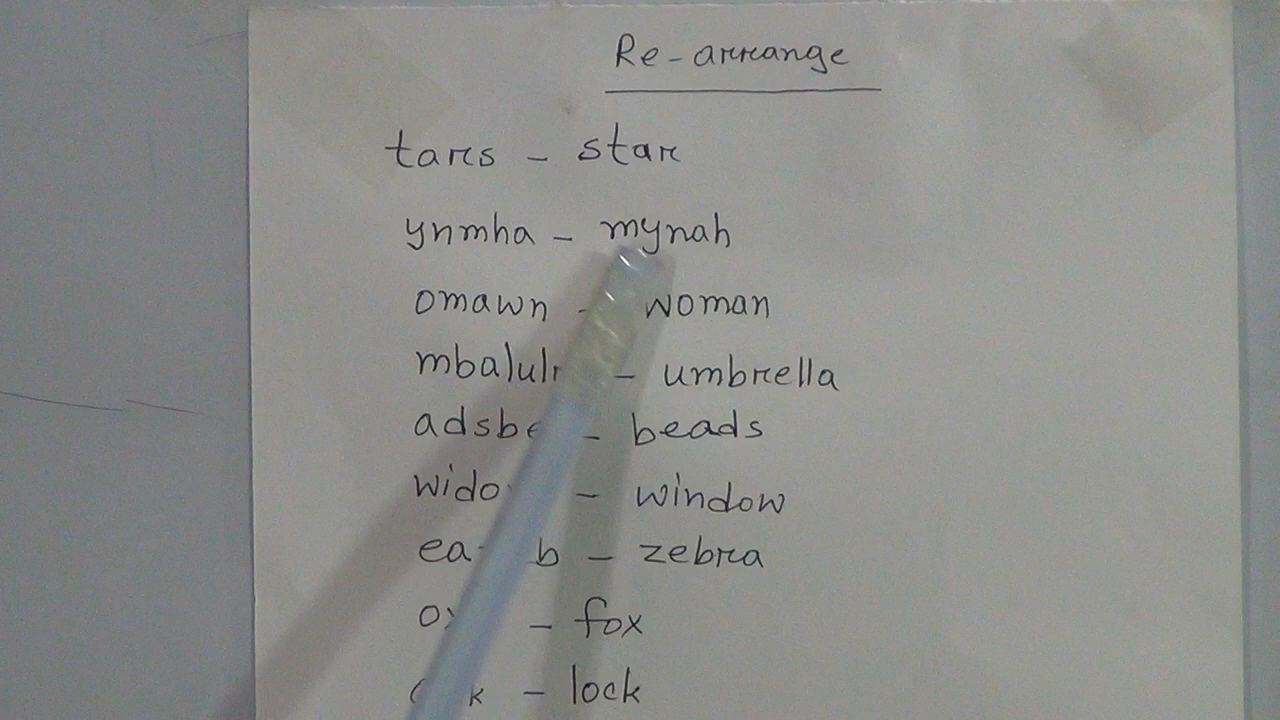 Re-arrange
tars - star
ynmha - mynah
omawn - woman
- umbrella
- beads
- window
- zebra
- fox
- lock